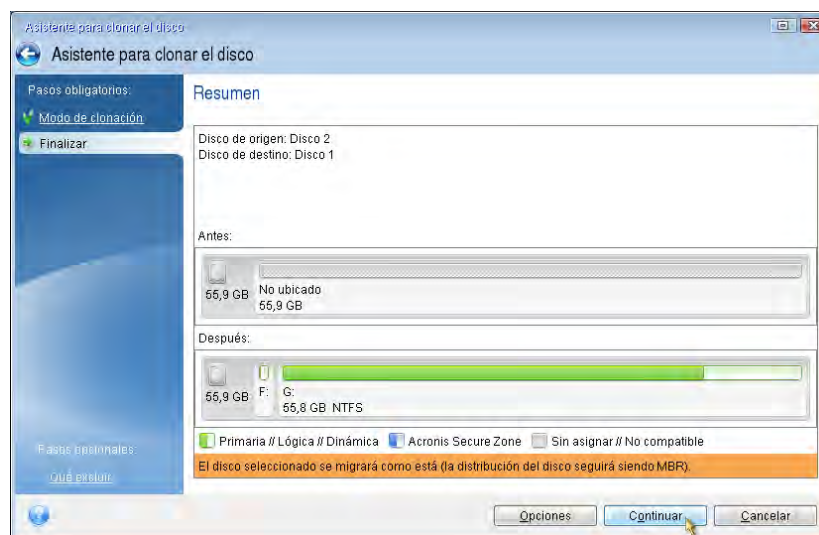 Asistente para clonar el disco
Asistente para clonar el disco
Pasos obligatorios:
Modo de clonación
Finalizar
Resumen
Disco de origen: Disco 2
Disco de destino: Disco 1
Antes:
55,9 GB
No ubicado
55,9 GB
Después:
55,9 GB
F:
G:
55,8 GB NTFS
Primaria // Lógica // Dinámica
Acronis Secure Zone
Sin asignar // No compatible
El disco seleccionado se migrará como está (la distribución del disco seguirá siendo MBR).
Pasos opcionales:
Qué excluir
Opciones
Continuar
Cancelar